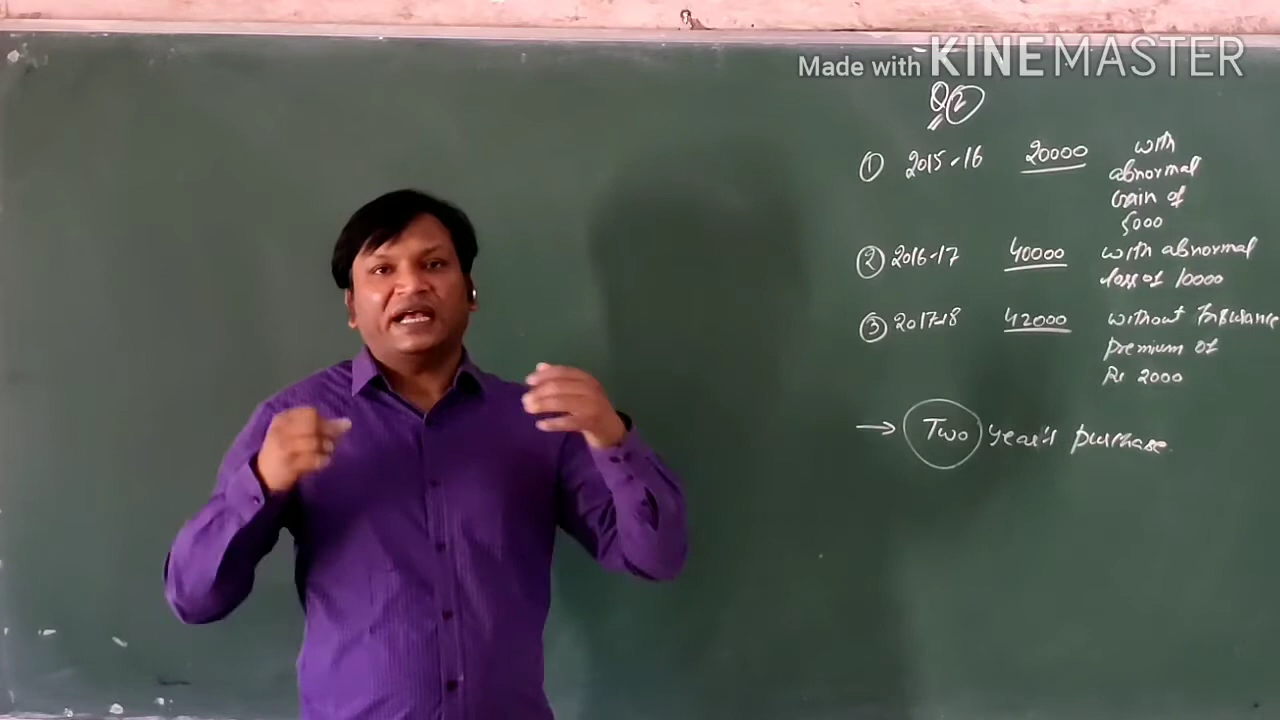 Made with KINEMASTER
Q (2)
① 2015-16 20000 with
abnormal
Gain of
5000
② 2016-17 40000 with abnormal
loss of 10000
③ 2017-18 42000 without Insurance
premium of
Rs 2000
→ Two year's purchase.